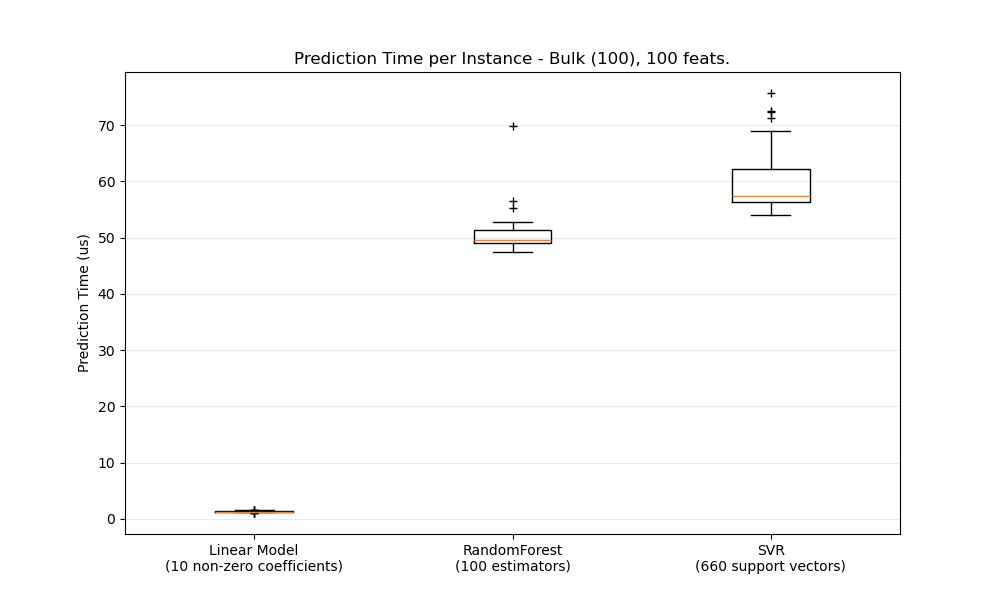 Prediction Time per Instance - Bulk (100), 100 feats.
Prediction Time (us)
70
60
50
40
30
20
10
0
Linear Model
(10 non-zero coefficients)
RandomForest
(100 estimators)
SVR
(660 support vectors)